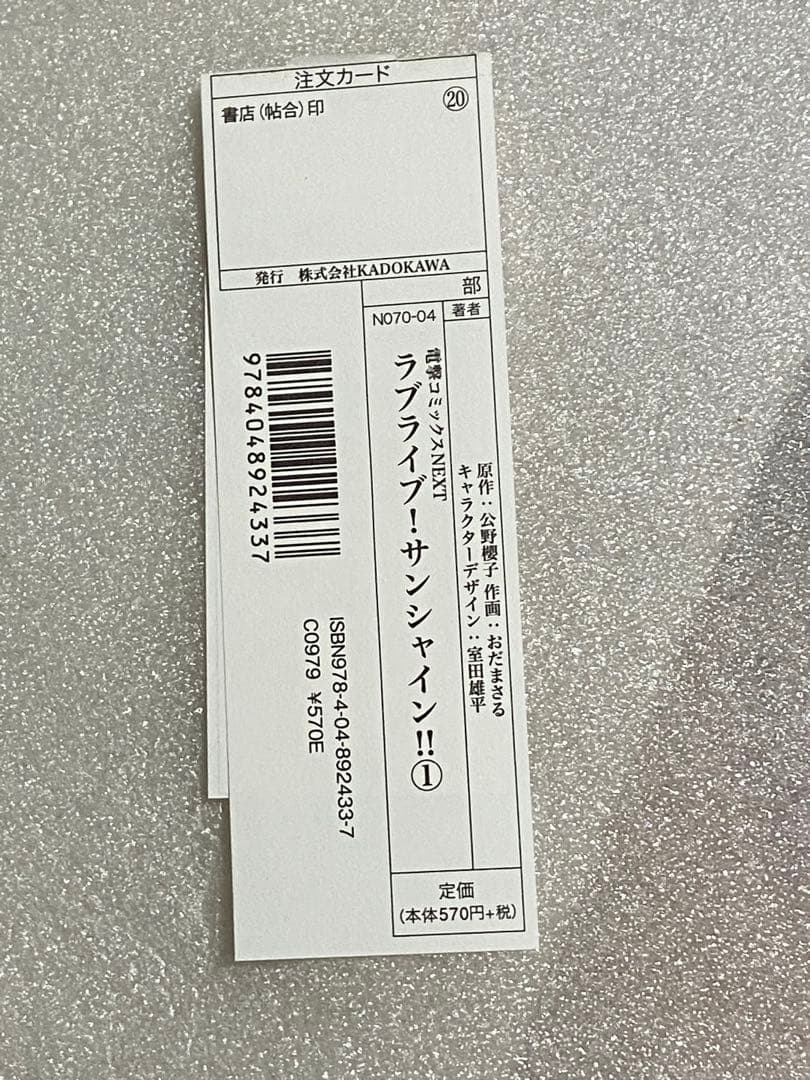 注文カード
書店(帖合)印
⑳
発行 株式会社KADOKAWA
部
N070-04
著者
原作：公野櫻子 作画：おだまさる
キャラクターデザイン：室田雄平
電撃コミックスNEXT
ラブライブ！サンシャイン!!①
9784048924337
ISBN978-4-04-892433-7
C0979 ¥570E
定価
(本体570円+税)